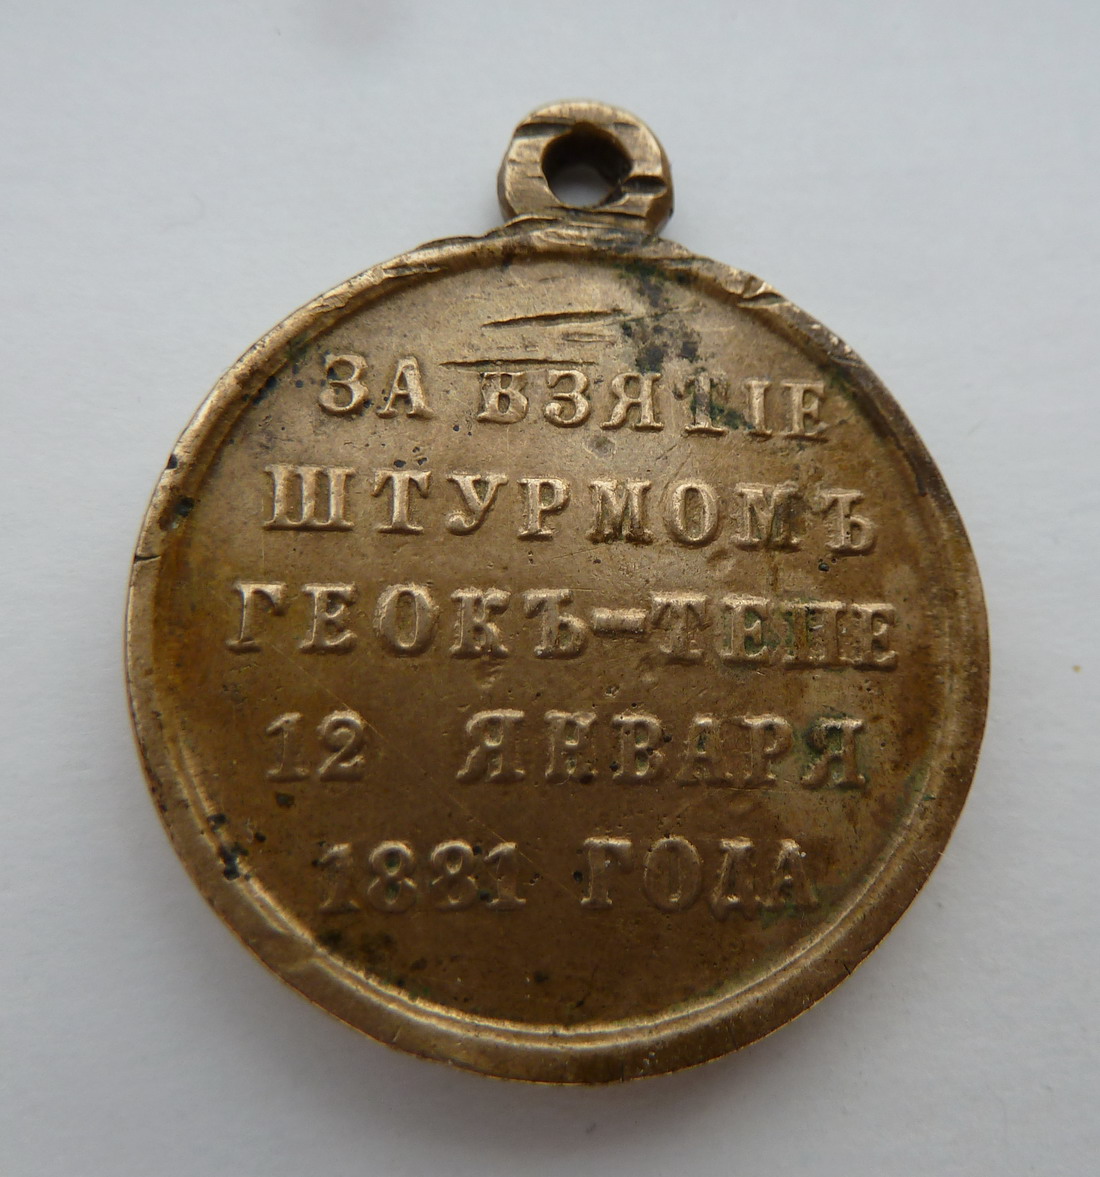 ЗА ВЗЯТІЕ
ШТУРМОМЪ
ГЕОКЪ-ТЕПЕ
12 ЯНВАРЯ
1881 ГОДА